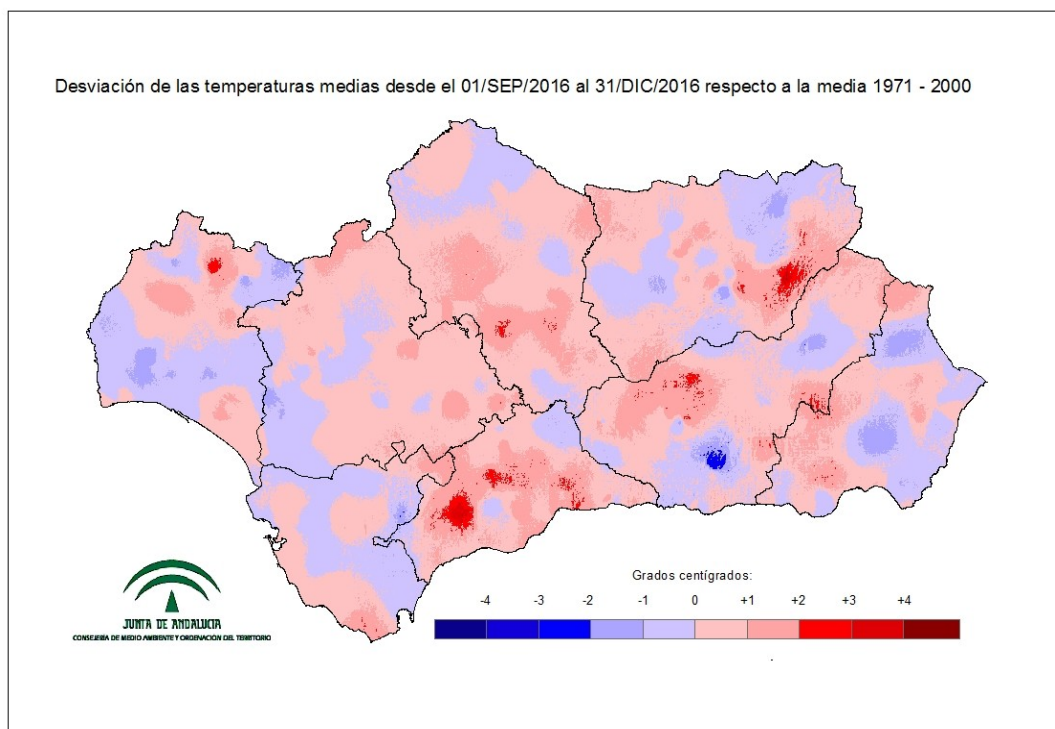 Desviación de las temperaturas medias desde el 01/SEP/2016 al 31/DIC/2016 respecto a la media 1971 - 2000
Grados centígrados:
-4 -3 -2 -1 0 +1 +2 +3 +4
JUNTA DE ANDALUCIA
CONSEJERÍA DE MEDIO AMBIENTE Y ORDENACIÓN DEL TERRITORIO